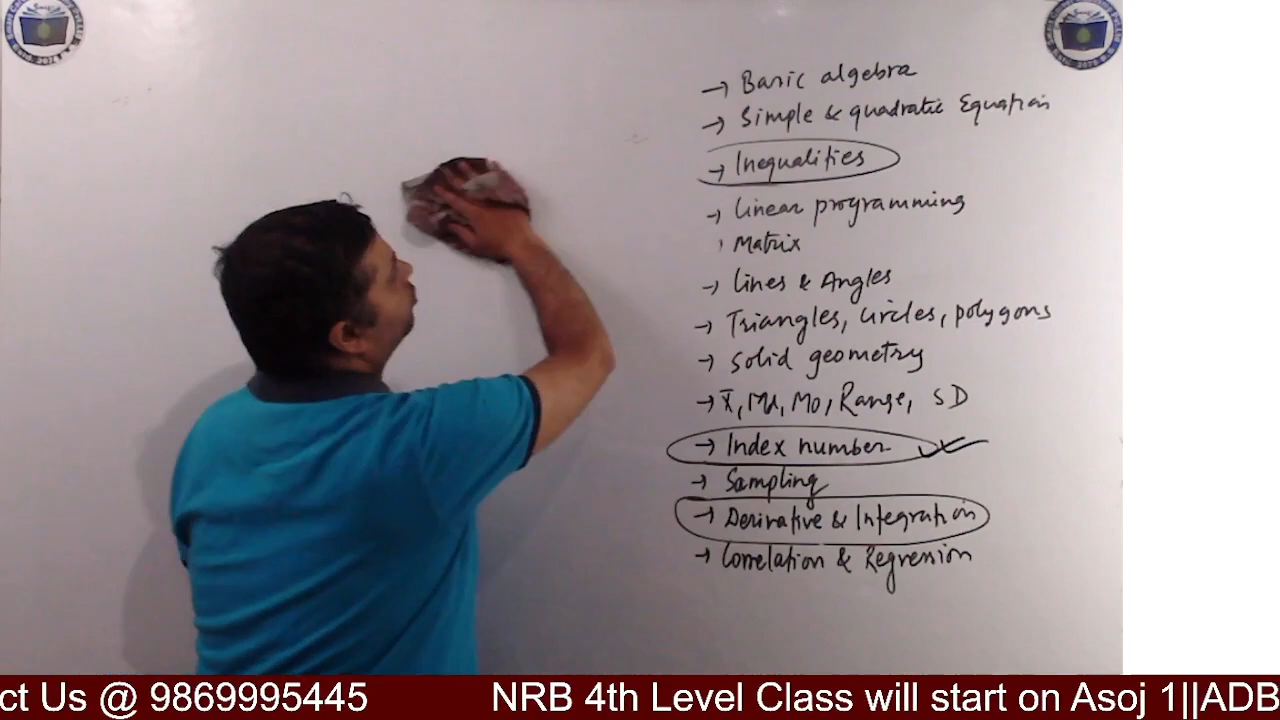 → Basic algebra
→ Simple & quadratic Equation
→ Inequalities
→ Linear programming
Matrix
→ Lines & Angles
→ Triangles, Circles, polygons
→ Solid geometry
→ X̄, Md, Mo, Range, SD
→ Index number
→ Sampling
→ Derivative & Integration
→ Correlation & Regression
ct Us @ 9869995445 NRB 4th Level Class will start on Asoj 1||ADB